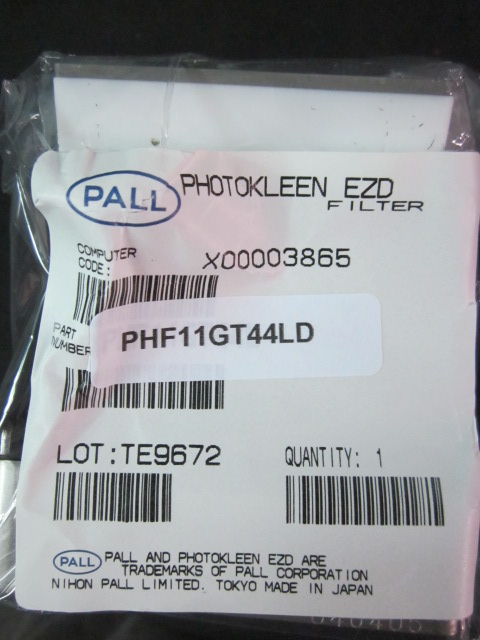 PALL
PHOTOKLEEN EZD
FILTER
COMPUTER
CODE:
X00003865
PART
NUMBER
PHF11GT44LD
LOT:TE9672
QUANTITY: 1
PALL
PALL AND PHOTOKLEEN EZD ARE
TRADEMARKS OF PALL CORPORATION
NIHON PALL LIMITED. TOKYO MADE IN JAPAN